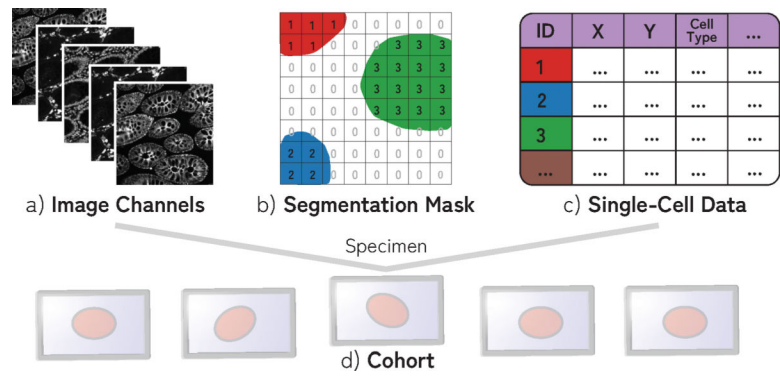 1 1 1 0 0 0 0 0
1 1 0 0 0 3 3 3
0 0 0 0 3 3 3 3
0 0 0 0 3 3 3 3
0 0 0 0 3 3 3 3
0 0 0 0 0 0 0 0
2 2 0 0 0 0 0 0
2 2 0 0 0 0 0 0
ID X Y Cell Type ...
1 ... ... ... ...
2 ... ... ... ...
3 ... ... ... ...
... ... ... ... ...
a) Image Channels
b) Segmentation Mask
c) Single-Cell Data
Specimen
d) Cohort